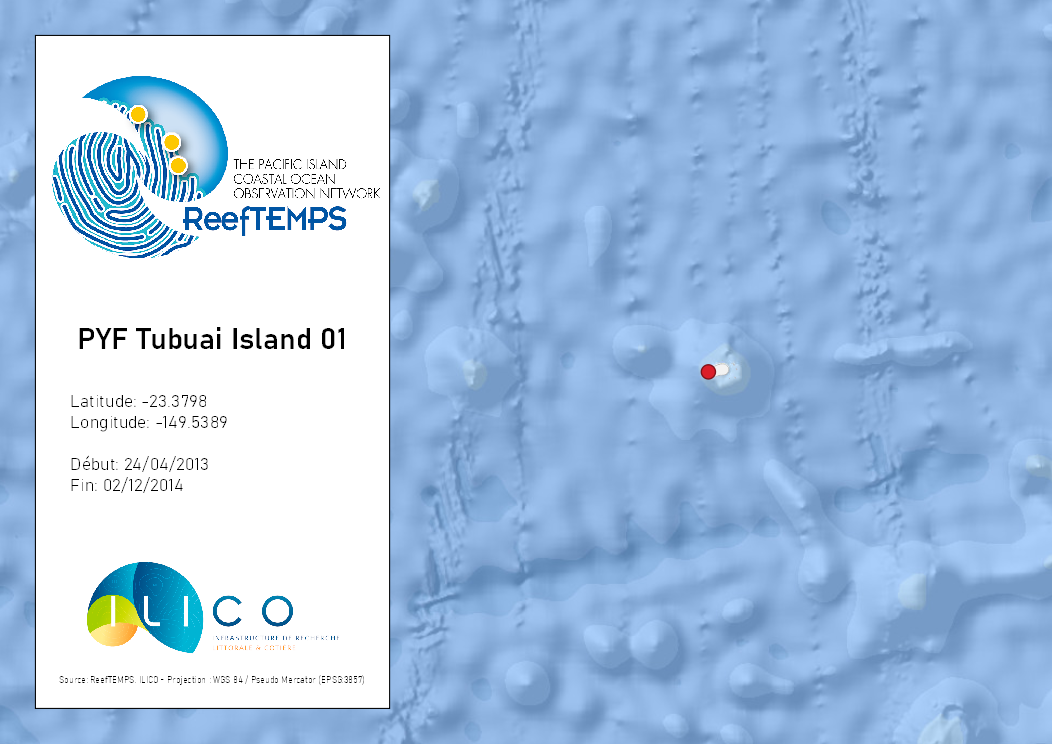 THE PACIFIC ISLAND
COASTAL OCEAN
OBSERVATION NETWORK
ReefTEMPS
PYF Tubuai Island 01
Latitude: -23.3798
Longitude: -149.5389
Début: 24/04/2013
Fin: 02/12/2014
ILICO
INFRASTRUCTURE DE RECHERCHE
LITTORALE & CÔTIÈRE
Source: ReefTEMPS, ILICO - Projection : WGS 84 / Pseudo Mercator (EPSG:3857)